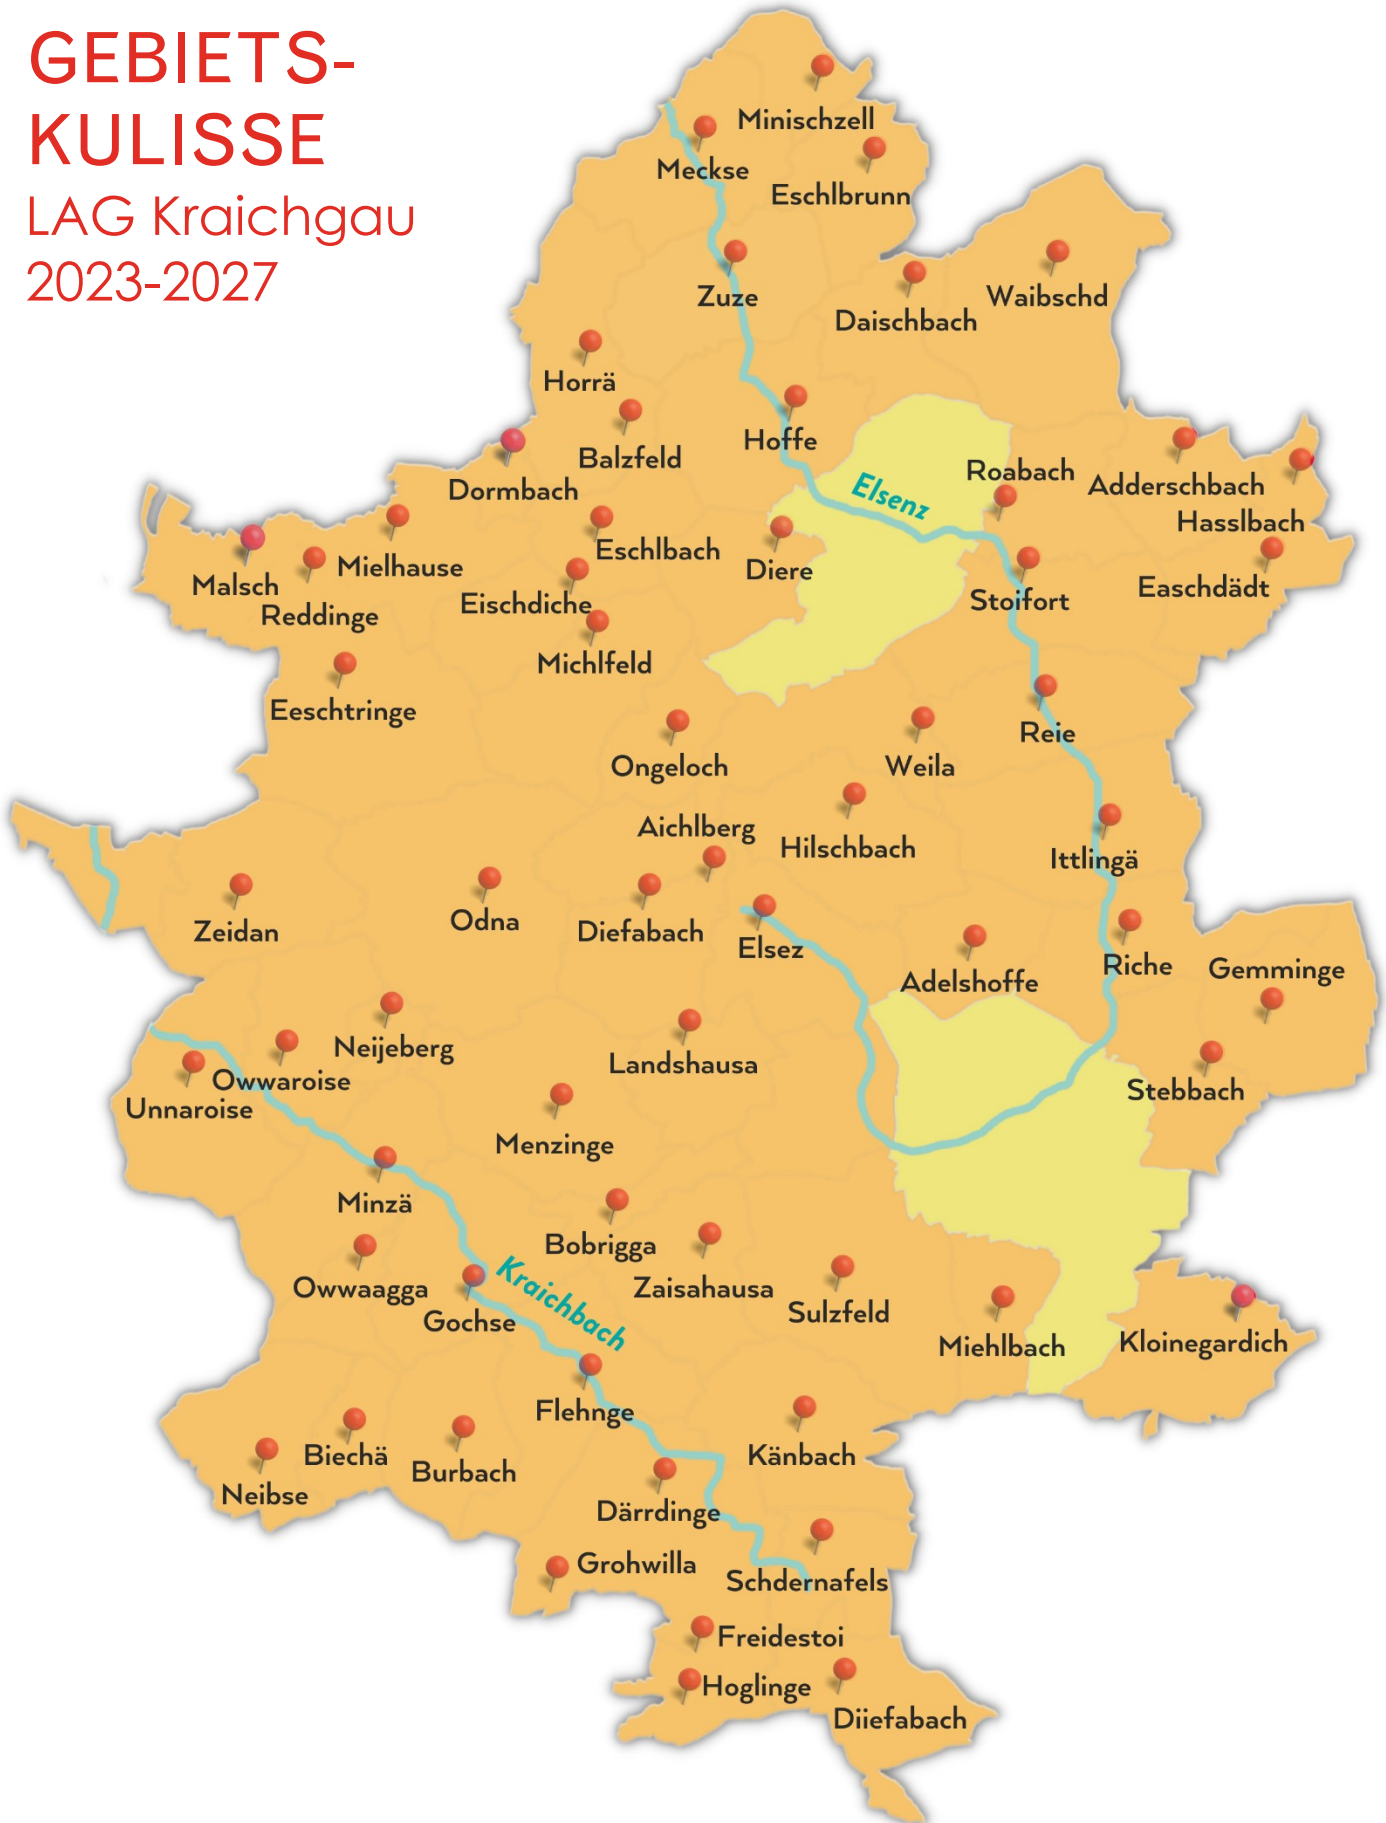 GEBIETS-
KULISSE
LAG Kraichgau
2023-2027
Minischzell
Meckse
Eschlbrunn
Zuze
Waibschd
Daischbach
Horrä
Hoffe
Balzfeld
Roabach
Dormbach
Adderschbach
Elsenz
Hasslbach
Eschlbach
Mielhause
Diere
Malsch
Easchdädt
Stoifort
Eischdiche
Reddinge
Michlfeld
Eeschtringe
Reie
Ongeloch
Weila
Aichlberg
Hilschbach
Ittlingä
Odna
Zeidan
Diefabach
Elsez
Riche
Gemminge
Adelshoffe
Neijeberg
Landshausa
Owwaroise
Stebbach
Unnaroise
Menzinge
Minzä
Bobrigga
Owwaagga
Zaisahausa
Kraichbach
Sulzfeld
Gochse
Miehlbach
Kloinegardich
Flehnge
Biechä
Känbach
Burbach
Neibse
Därrdinge
Grohwilla
Schdernafels
Freidestoi
Hoglinge
Diiefabach